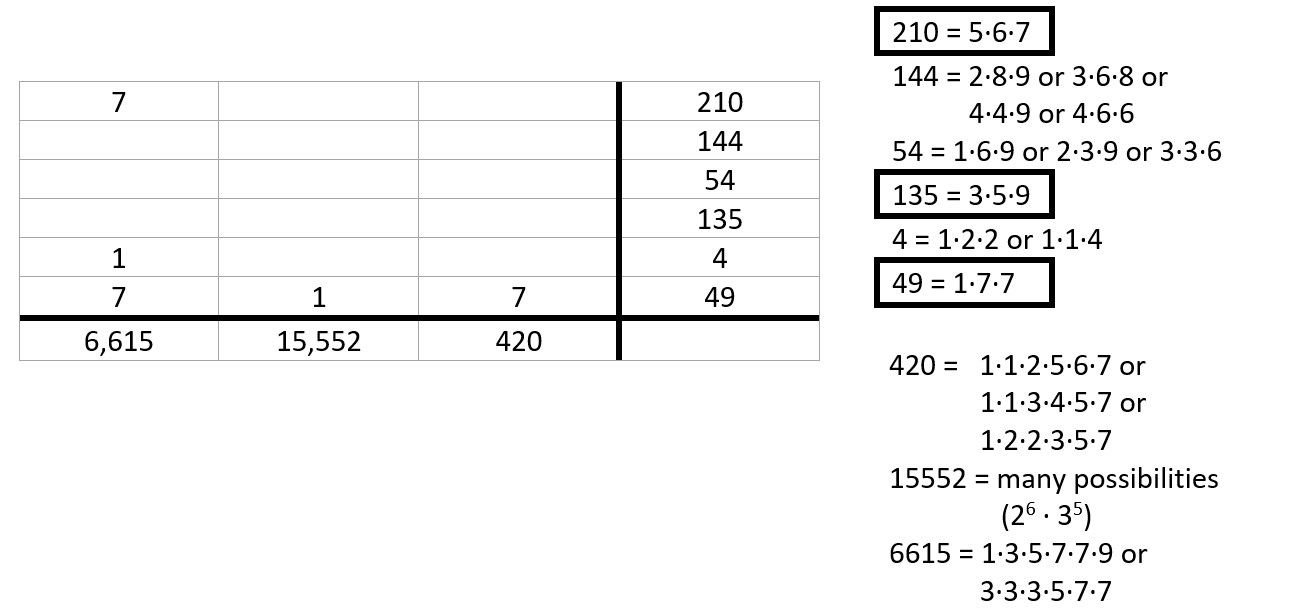 7 210
144
54
135
1 4
7 1 7 49
6,615 15,552 420
210 = 5·6·7
144 = 2·8·9 or 3·6·8 or
4·4·9 or 4·6·6
54 = 1·6·9 or 2·3·9 or 3·3·6
135 = 3·5·9
4 = 1·2·2 or 1·1·4
49 = 1·7·7
420 = 1·1·2·5·6·7 or
1·1·3·4·5·7 or
1·2·2·3·5·7
15552 = many possibilities
(2⁶ · 3⁵)
6615 = 1·3·5·7·7·9 or
3·3·3·5·7·7